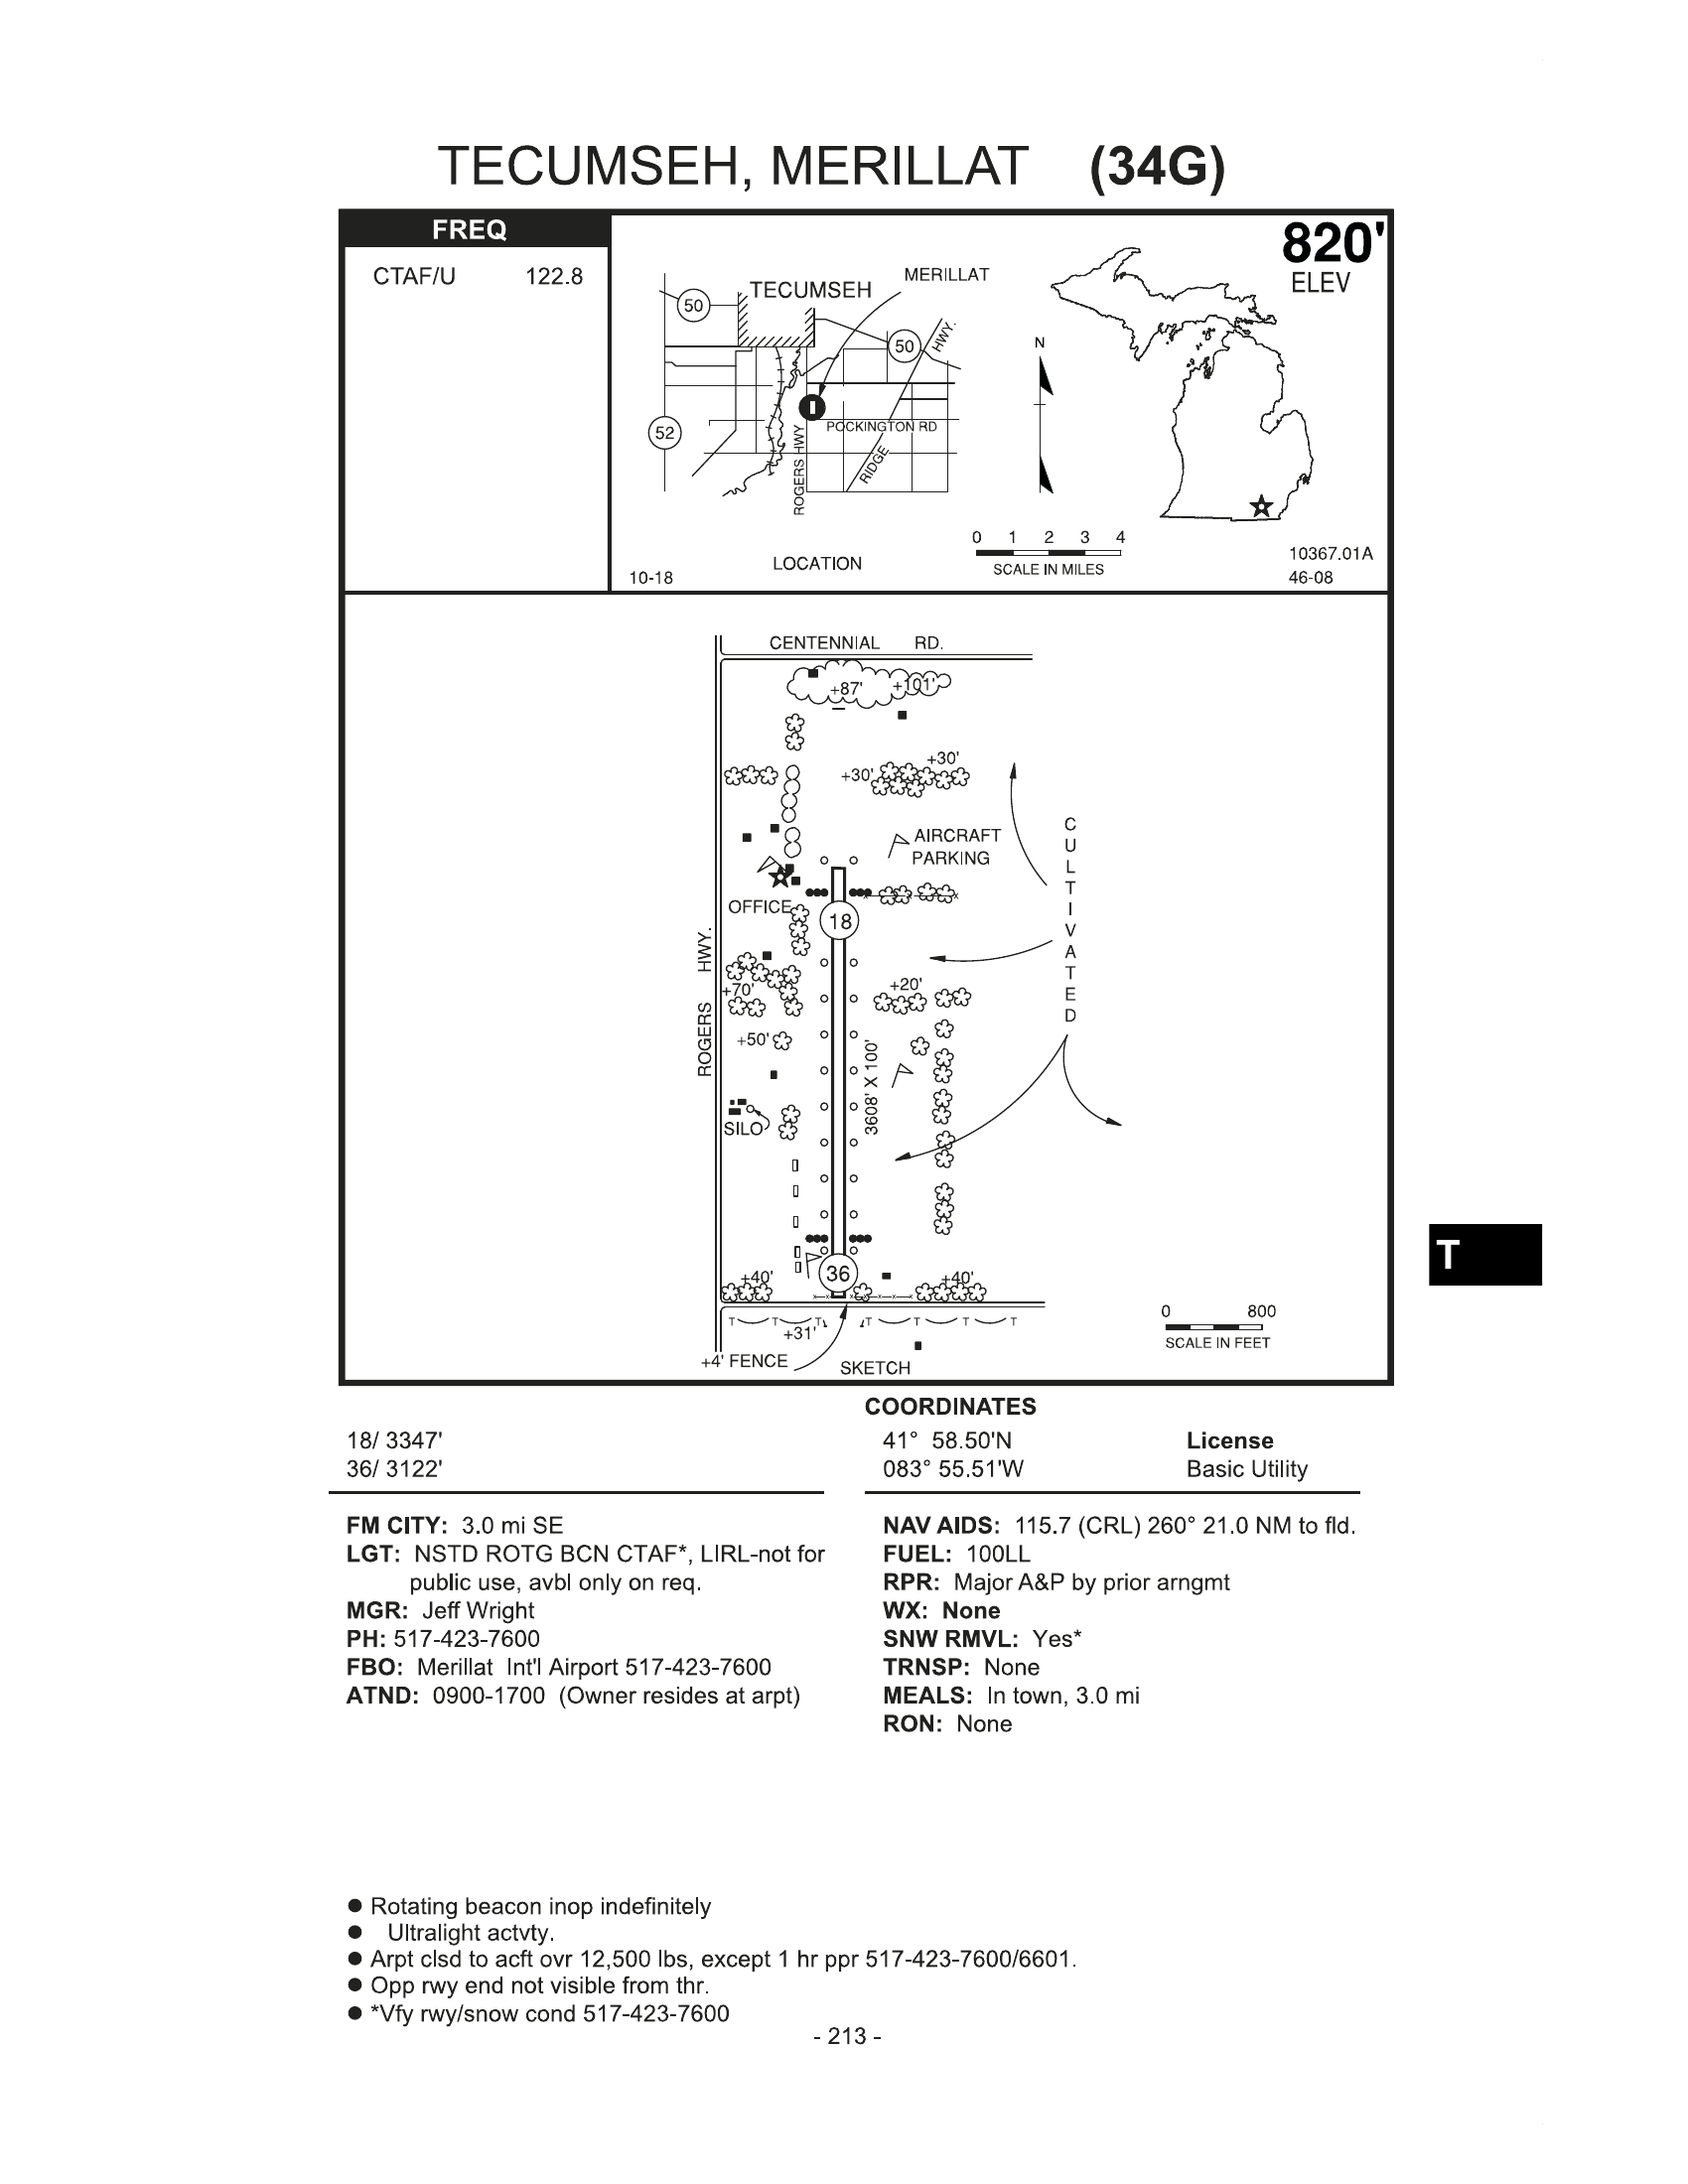 TECUMSEH, MERILLAT (34G)
FREQ
CTAF/U 122.8
820'
ELEV
TECUMSEH
MERILLAT
50
50
HWY.
52
POCKINGTON RD
ROGERS HWY
RIDGE
N
0 1 2 3 4
SCALE IN MILES
LOCATION
10-18
10367.01A
46-08
CENTENNIAL RD.
+87' +101'
+30'
+30'
AIRCRAFT
PARKING
CULTIVATED
OFFICE
18
ROGERS HWY.
+70'
+20'
+50'
3608' X 100'
SILO
36
+40'
+40'
T T T T T T T
+31'
+4' FENCE
SKETCH
0 800
SCALE IN FEET
T
COORDINATES
18/ 3347'
36/ 3122'
41° 58.50'N
083° 55.51'W
License
Basic Utility
FM CITY: 3.0 mi SE
LGT: NSTD ROTG BCN CTAF*, LIRL-not for
public use, avbl only on req.
MGR: Jeff Wright
PH: 517-423-7600
FBO: Merillat Int'l Airport 517-423-7600
ATND: 0900-1700 (Owner resides at arpt)
NAV AIDS: 115.7 (CRL) 260° 21.0 NM to fld.
FUEL: 100LL
RPR: Major A&P by prior arngmt
WX: None
SNW RMVL: Yes*
TRNSP: None
MEALS: In town, 3.0 mi
RON: None
● Rotating beacon inop indefinitely
● Ultralight actvty.
● Arpt clsd to acft ovr 12,500 lbs, except 1 hr ppr 517-423-7600/6601.
● Opp rwy end not visible from thr.
● *Vfy rwy/snow cond 517-423-7600
- 213 -